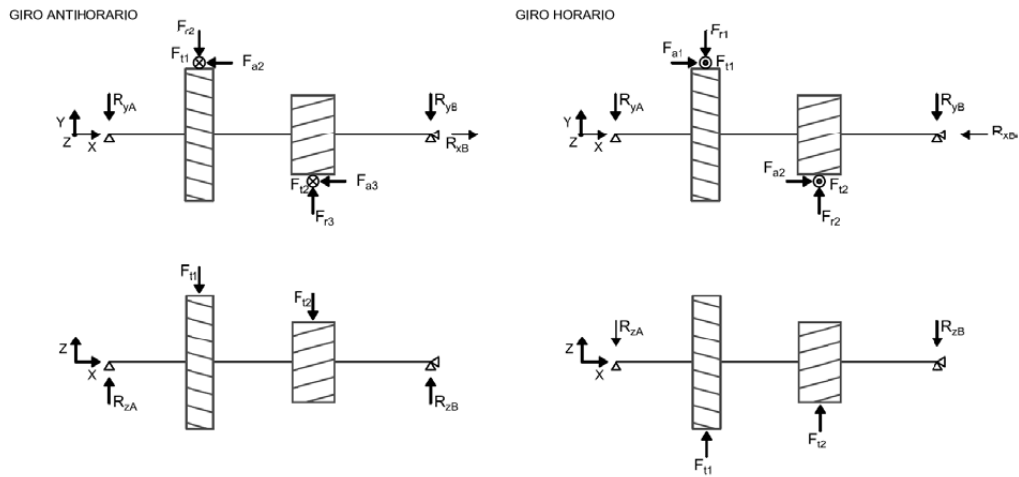 GIRO ANTIHORARIO
GIRO HORARIO
Fr2
Ft1
Fa2
RyA
RyB
Y
Z
X
RxB
Ft2
Fa3
Fr3
Fr1
Fa1
Ft1
RyA
RyB
Y
Z
X
Fa2
Ft2
Fr2
Ft1
Ft2
Z
X
RzA
RzB
RzA
RzB
Z
X
Ft1
Ft2